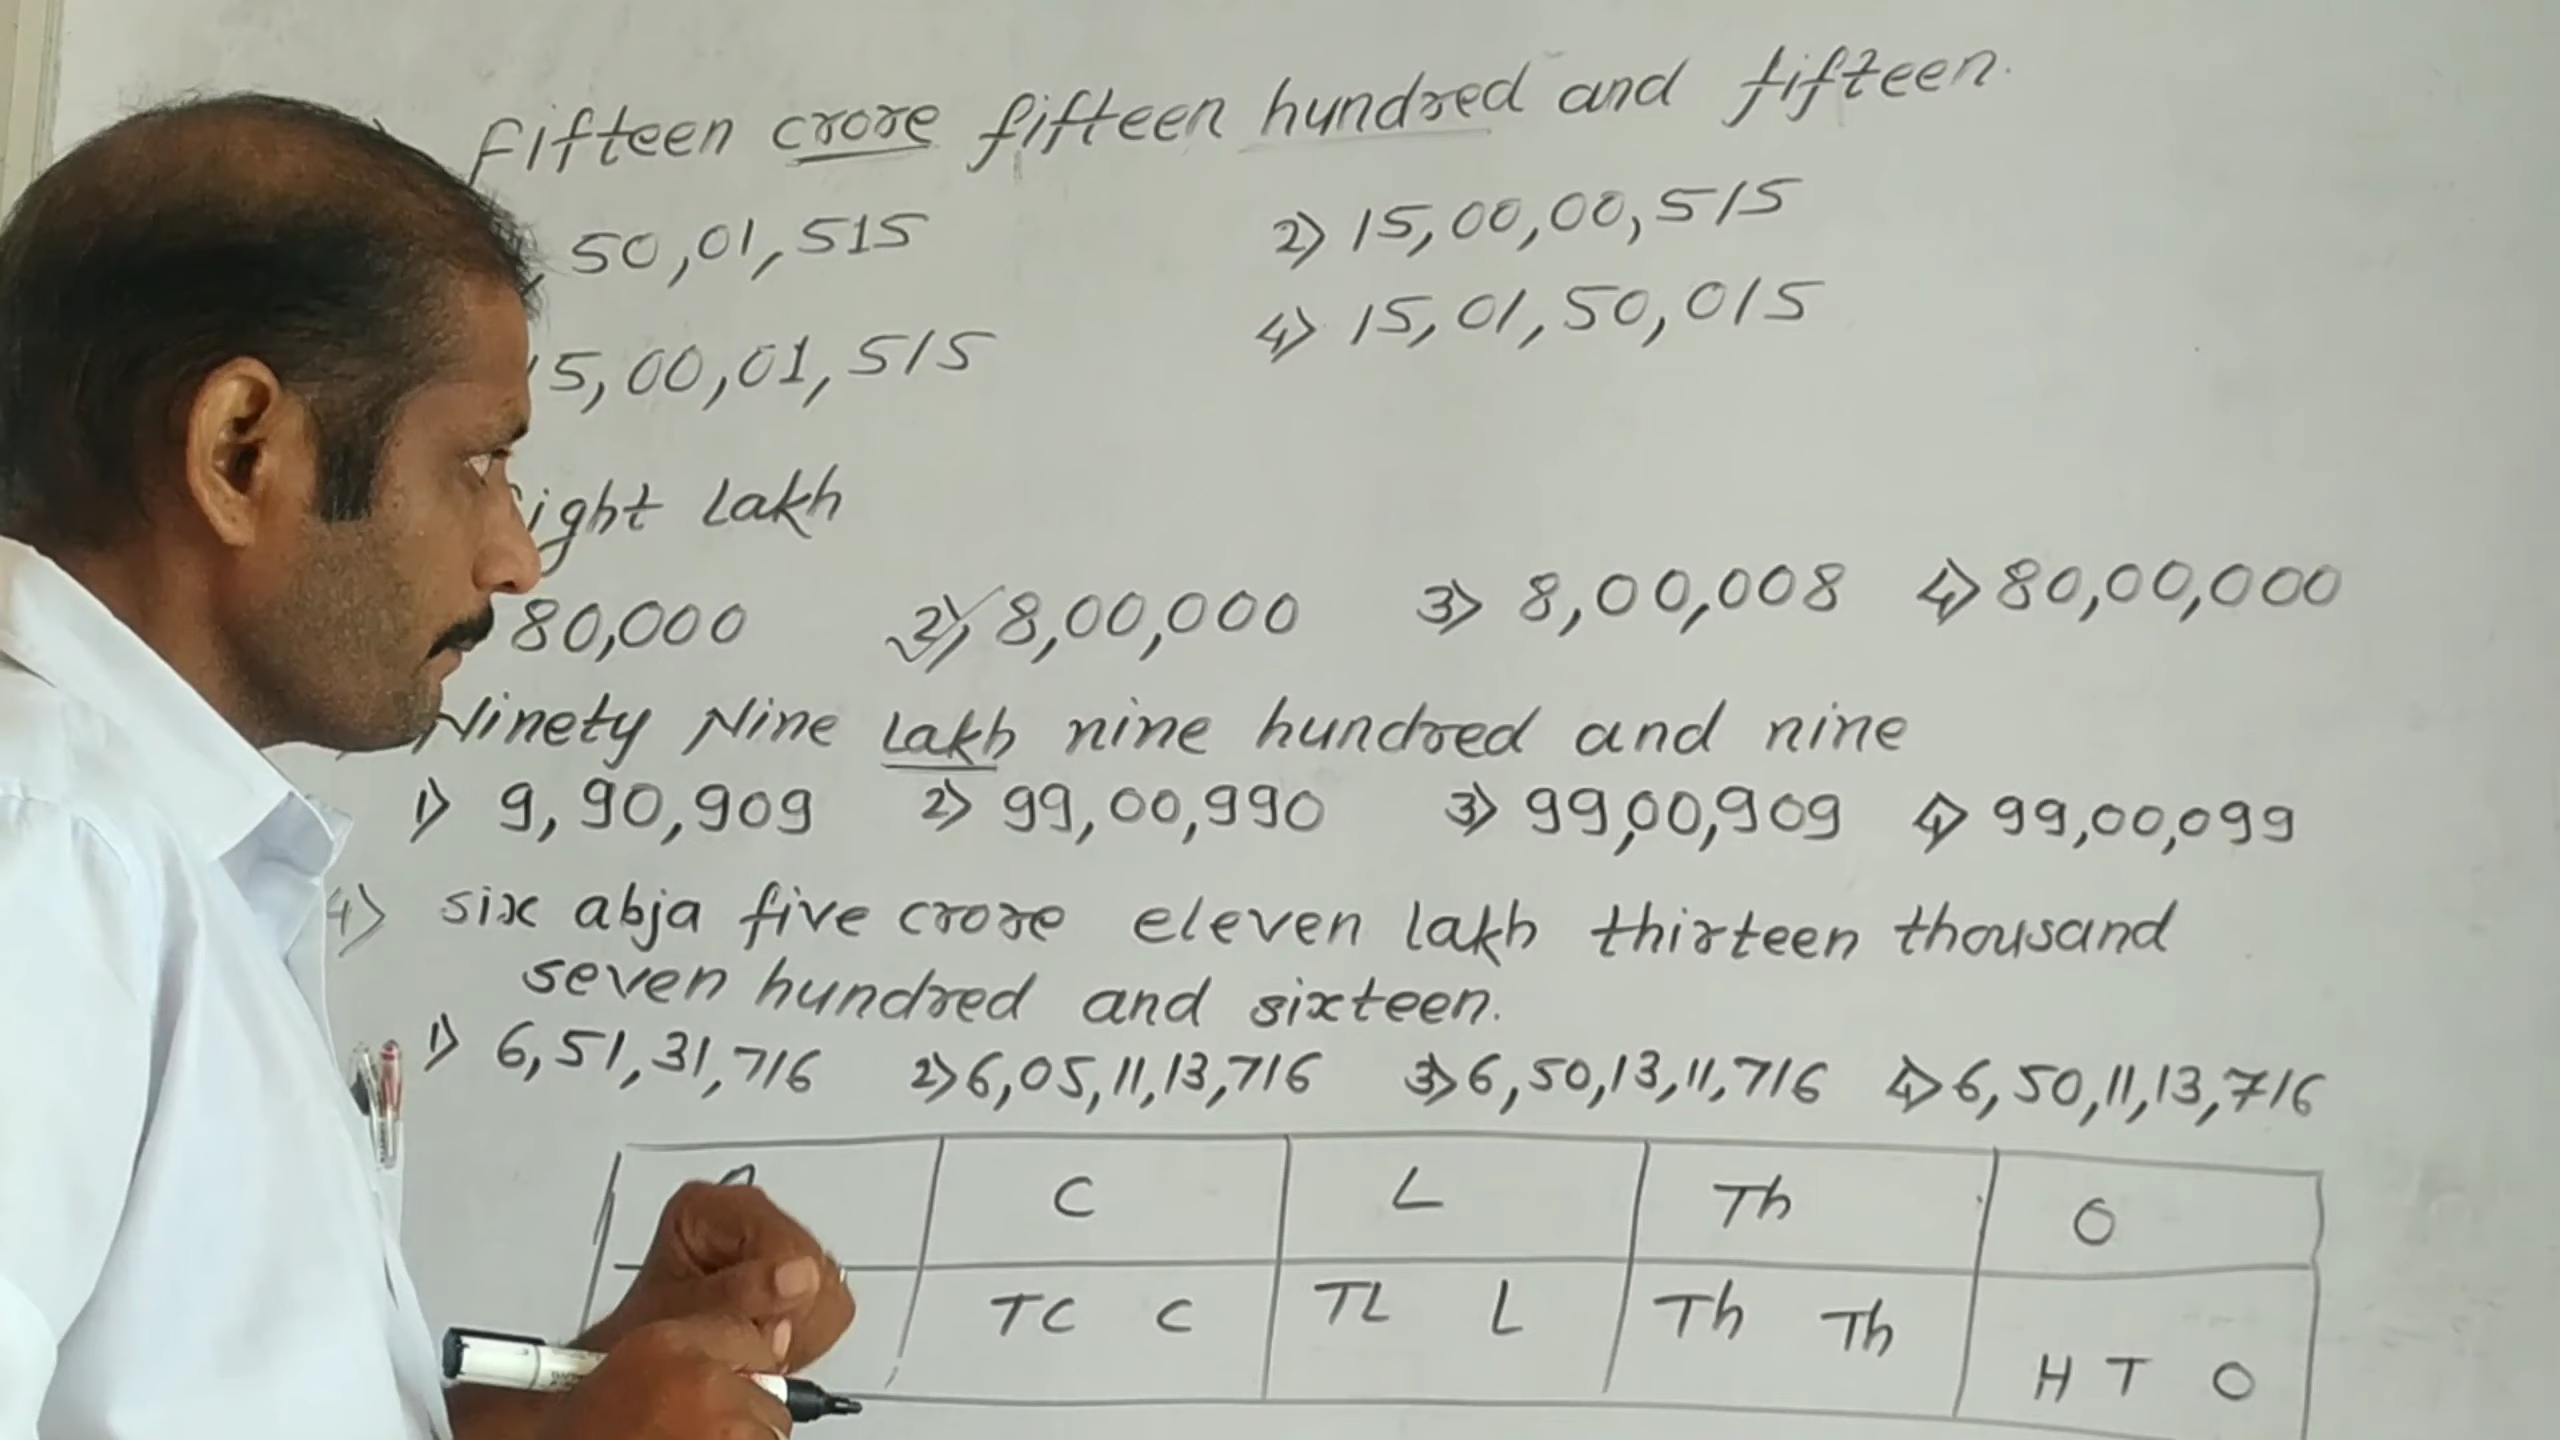 Fifteen crore fifteen hundred and fifteen.
,50,01,515 2) 15,00,00,515
15,00,01,515 4) 15,01,50,015
Eight Lakh
80,000 2) 8,00,000 3) 8,00,008 4) 80,00,000
Ninety Nine Lakh nine hundred and nine
1) 9,90,909 2) 99,00,990 3) 99,00,909 4) 99,00,099
4) six abja five crore eleven lakh thirteen thousand
seven hundred and sixteen.
1) 6,51,31,716 2) 6,05,11,13,716 3) 6,50,13,11,716 4) 6,50,11,13,716
C L Th O
TC C TL L Th Th H T O